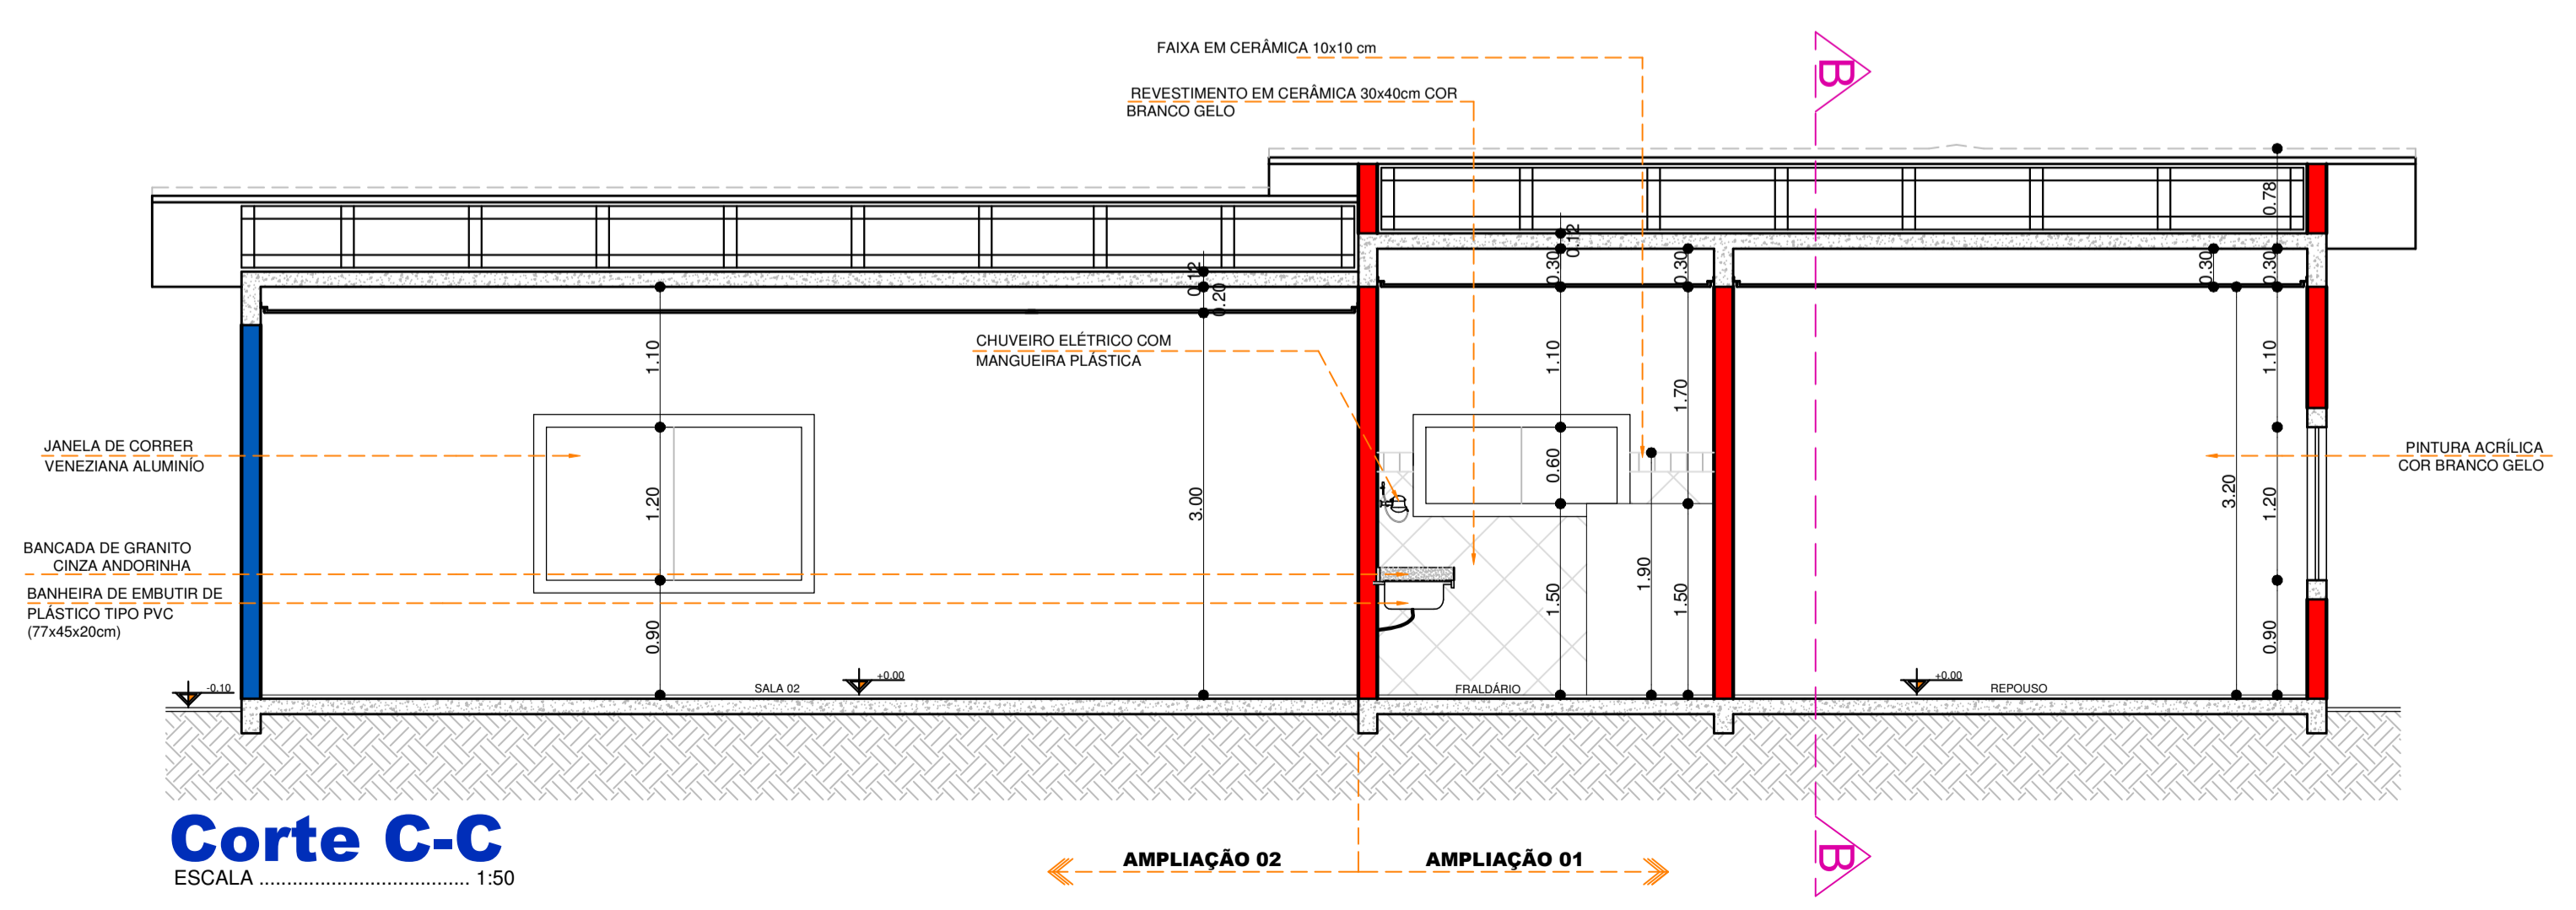 FAIXA EM CERÂMICA 10x10 cm
REVESTIMENTO EM CERÂMICA 30x40cm COR
BRANCO GELO
B
0.78
0.12
0.30
0.30
0.30
0.30
0.12
0.20
CHUVEIRO ELÉTRICO COM
MANGUEIRA PLÁSTICA
1.10
1.10
1.70
1.10
JANELA DE CORRER
VENEZIANA ALUMINÍO
PINTURA ACRÍLICA
COR BRANCO GELO
1.20
3.00
0.60
3.20
1.20
BANCADA DE GRANITO
CINZA ANDORINHA
BANHEIRA DE EMBUTIR DE
PLÁSTICO TIPO PVC
(77x45x20cm)
0.90
1.50
1.90
1.50
0.90
-0.10
SALA 02
+0.00
FRALDÁRIO
+0.00
REPOUSO
Corte C-C
ESCALA ...................................... 1:50
AMPLIAÇÃO 02
AMPLIAÇÃO 01
B